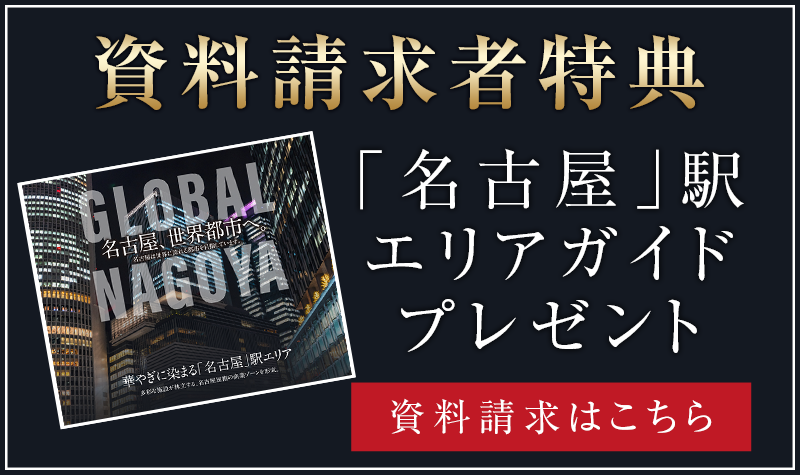 資料請求者特典
GLOBAL
名古屋、世界都市へ。
NAGOYA
華やぎに染まる「名古屋」駅エリア
「名古屋」駅
エリアガイド
プレゼント
資料請求はこちら